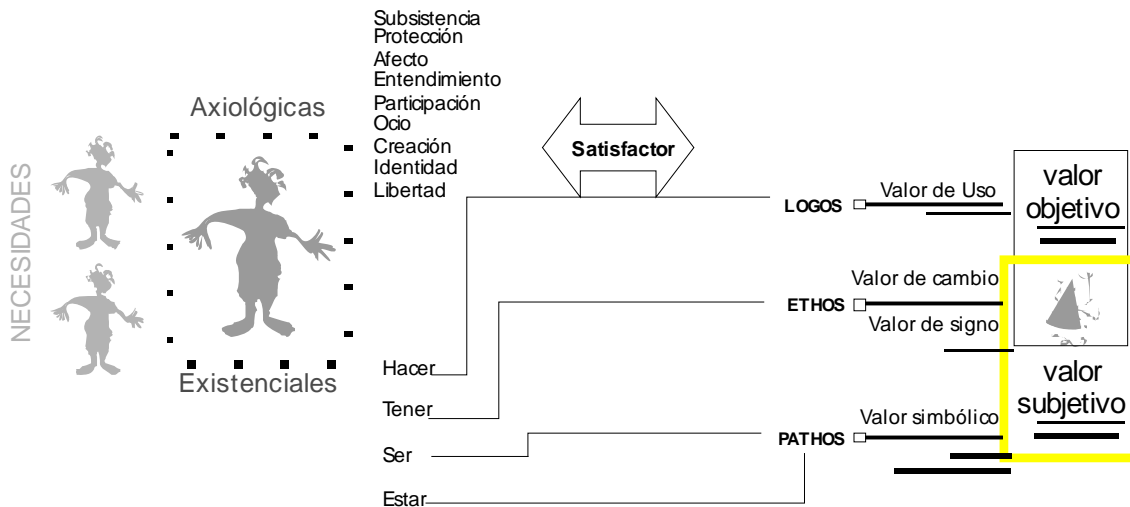 NECESIDADES
Axiológicas
Existenciales
Subsistencia
Protección
Afecto
Entendimiento
Participación
Ocio
Creación
Identidad
Libertad
Satisfactor
Hacer
Tener
Ser
Estar
LOGOS
Valor de Uso
ETHOS
Valor de cambio
Valor de signo
PATHOS
Valor simbólico
valor
objetivo
valor
subjetivo